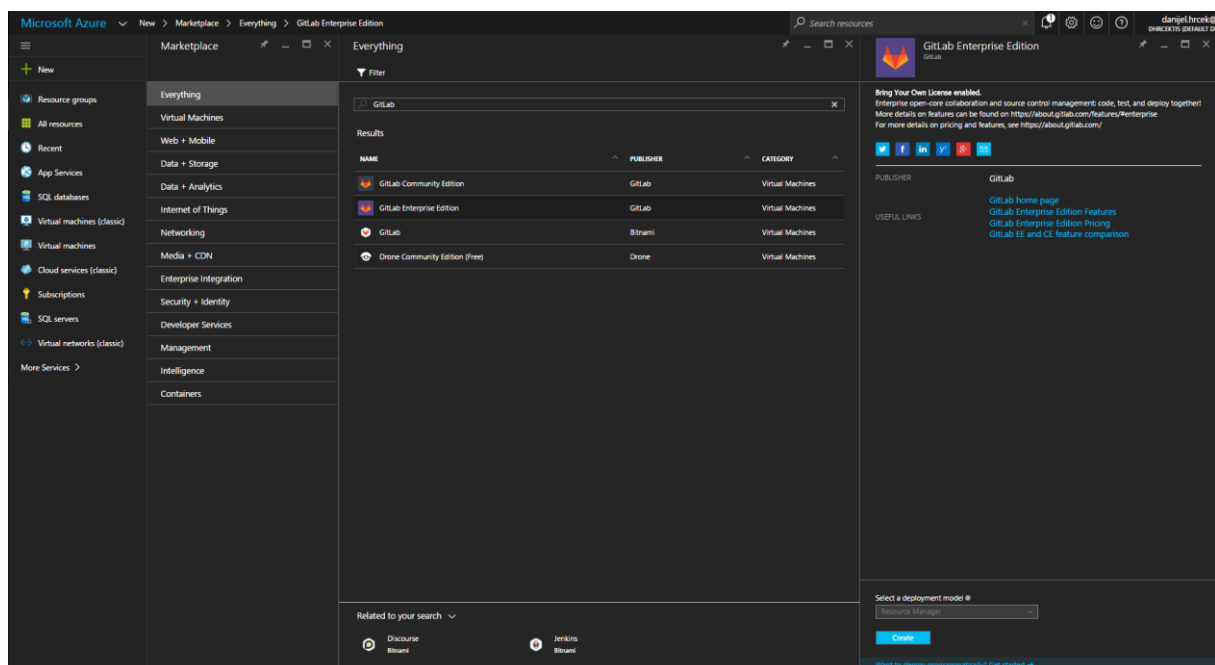 Microsoft Azure New > Marketplace > Everything > GitLab Enterprise Edition
Search resources
1
danijel.hrcek@
DHRCEKTIS (DEFAULT D
New
Resource groups
All resources
Recent
App Services
SQL databases
Virtual machines (classic)
Virtual machines
Cloud services (classic)
Subscriptions
SQL servers
Virtual networks (classic)
More Services >
Marketplace
Everything
Virtual Machines
Web + Mobile
Data + Storage
Data + Analytics
Internet of Things
Networking
Media + CDN
Enterprise Integration
Security + Identity
Developer Services
Management
Intelligence
Containers
Everything
Filter
GitLab
Results
NAME PUBLISHER CATEGORY
GitLab Community Edition GitLab Virtual Machines
GitLab Enterprise Edition GitLab Virtual Machines
GitLab Bitnami Virtual Machines
Drone Community Edition (Free) Drone Virtual Machines
Related to your search
Discourse
Bitnami
Jenkins
Bitnami
GitLab Enterprise Edition
GitLab
Bring Your Own License enabled.
Enterprise open-core collaboration and source control management: code, test, and deploy together!
More details on features can be found on https://about.gitlab.com/features/#enterprise
For more details on pricing and features, see https://about.gitlab.com/
PUBLISHER GitLab
USEFUL LINKS
GitLab home page
GitLab Enterprise Edition Features
GitLab Enterprise Edition Pricing
GitLab EE and CE feature comparison
Select a deployment model
Resource Manager
Create
Want to deploy programmatically? Get started